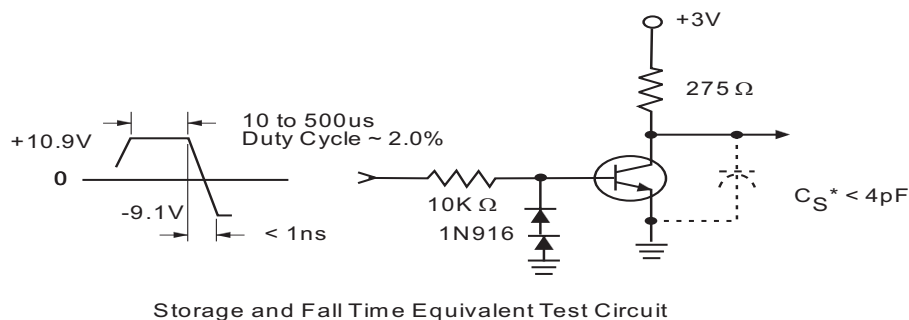 +3V
275 Ω
10 to 500us
Duty Cycle ~ 2.0%
+10.9V
0
-9.1V
< 1ns
10K Ω
1N916
CS* < 4pF
Storage and Fall Time Equivalent Test Circuit